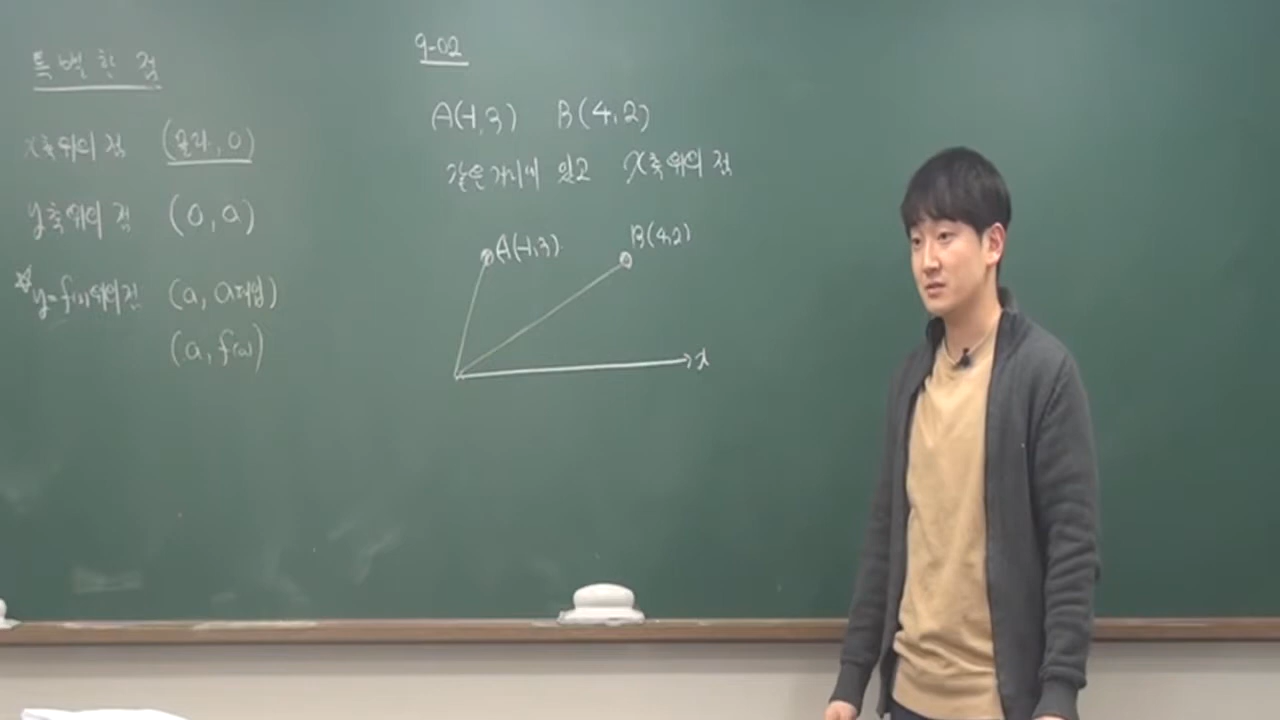 특별한 점
x축위의 점 (몰라, 0)
y축위의 점 (0, a)
☆ y=f(x)위의 점 (a, a대입)
(a, f(a))
9-02
A(-1,3) B(4,2)
같은거리에 있고 x축위의 점
A(-1,3) B(4,2)
x